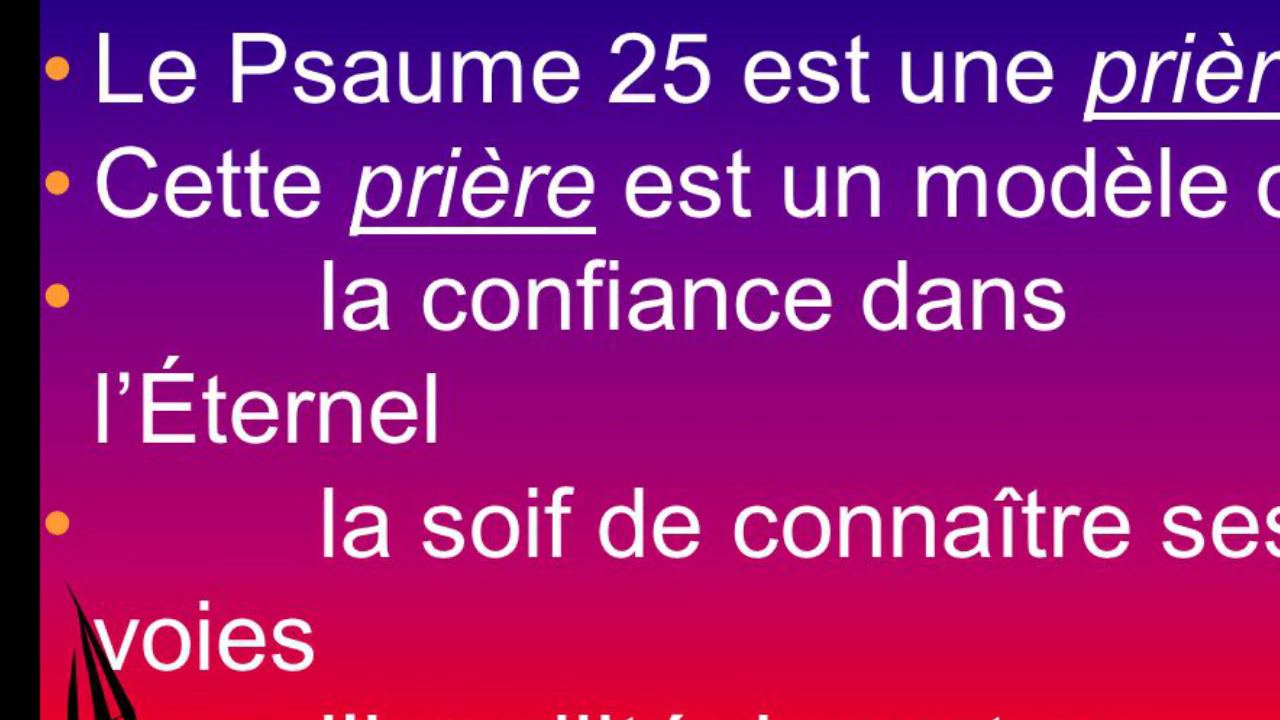 • Le Psaume 25 est une
• Cette prière est un modèle
• la confiance dans
l’Éternel
• la soif de connaître ses
voies